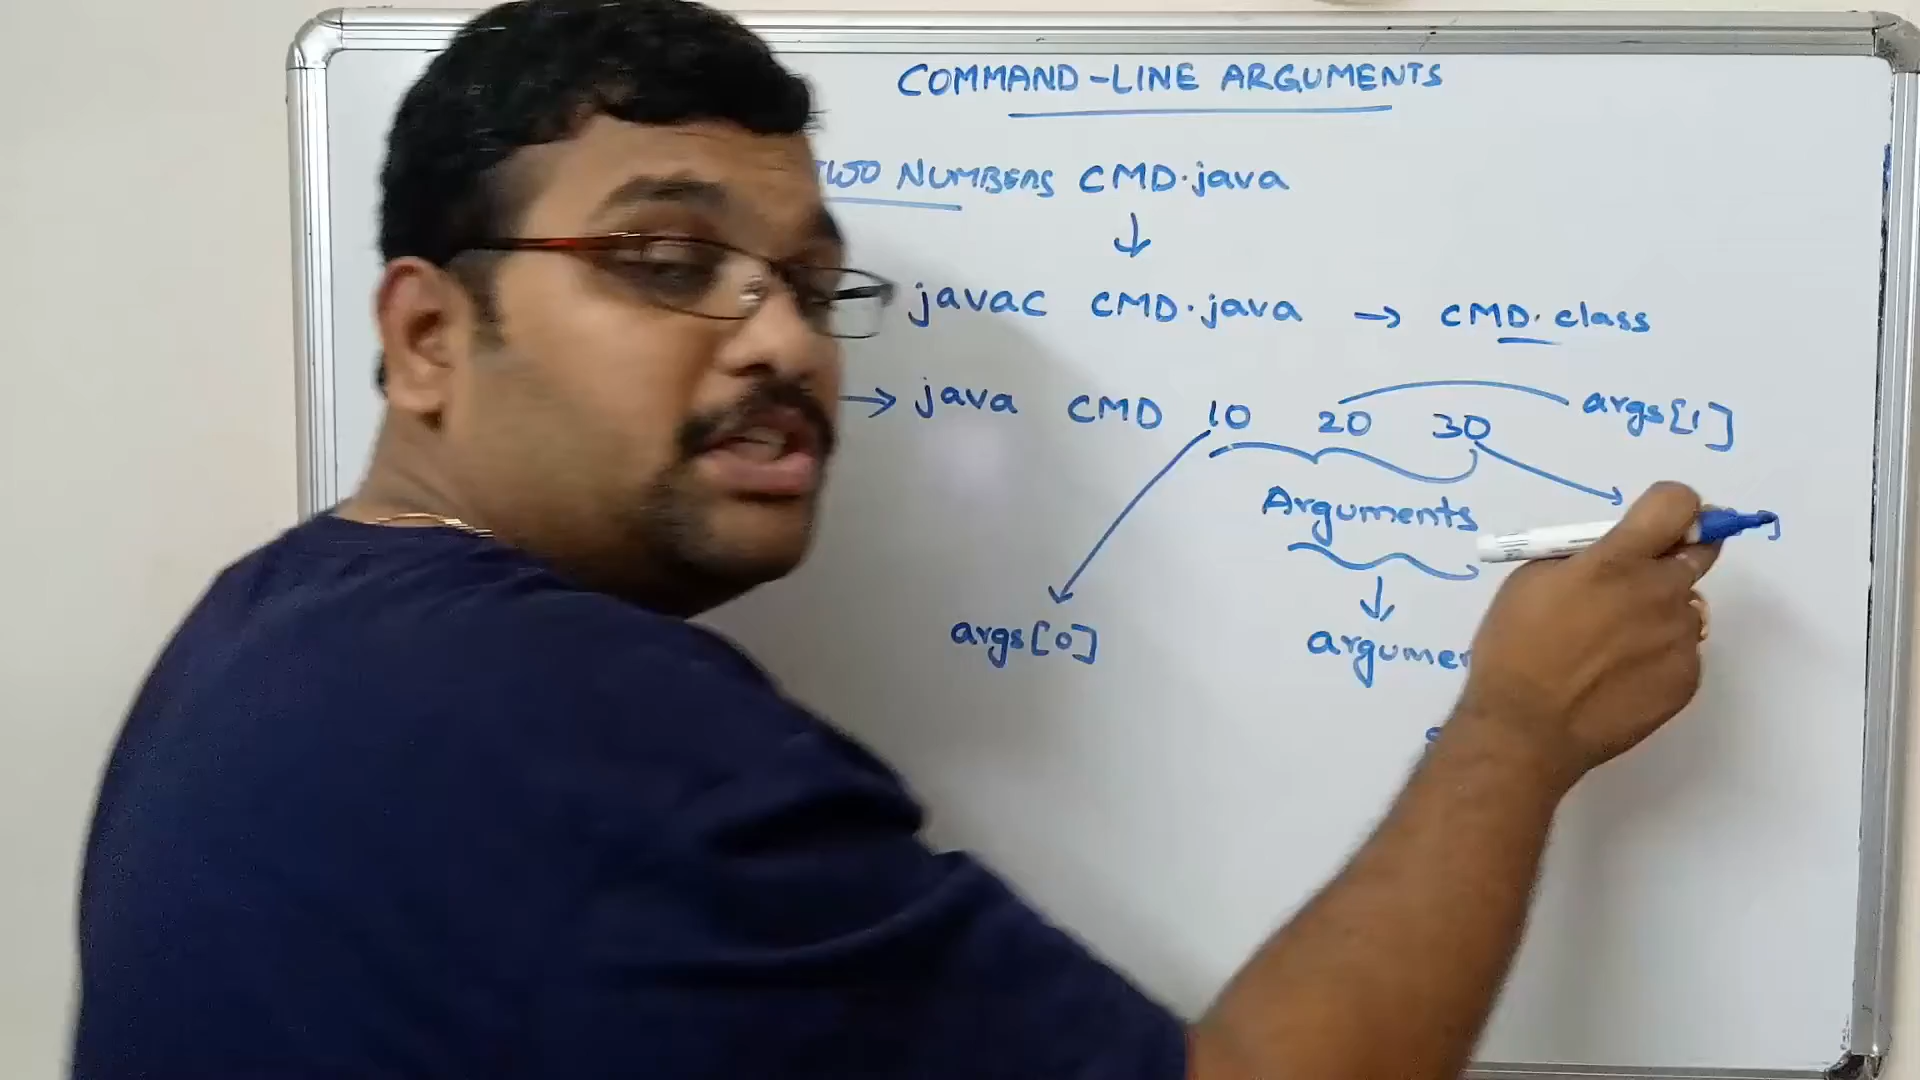 COMMAND-LINE ARGUMENTS
TWO NUMBERS CMD.java
javac CMD.java → CMD.class
→ java CMD 10 20 30 args[1]
Arguments
args[0]